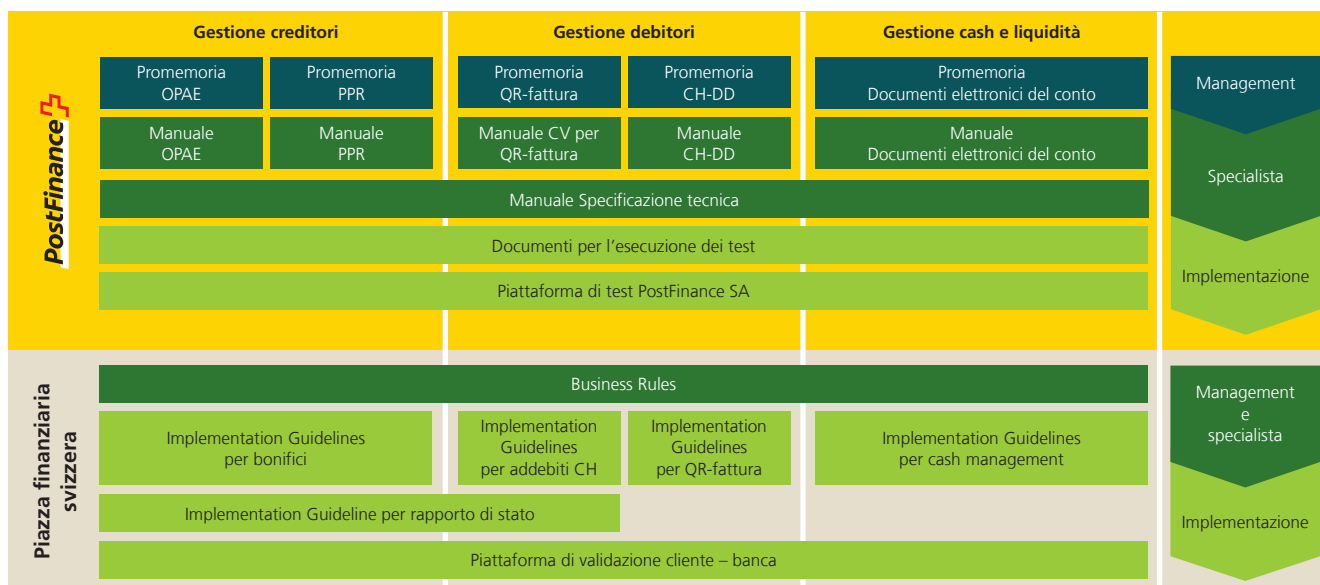 Gestione creditori
Gestione debitori
Gestione cash e liquidità
PostFinance
Promemoria
OPAE
Promemoria
PPR
Promemoria
QR-fattura
Promemoria
CH-DD
Promemoria
Documenti elettronici del conto
Management
Manuale
OPAE
Manuale
PPR
Manuale CV per
QR-fattura
Manuale
CH-DD
Manuale
Documenti elettronici del conto
Specialista
Manuale Specificazione tecnica
Documenti per l'esecuzione dei test
Implementazione
Piattaforma di test PostFinance SA
Piazza finanziaria
svizzera
Business Rules
Management
e
specialista
Implementation Guidelines
per bonifici
Implementation
Guidelines
per addebiti CH
Implementation
Guidelines
per QR-fattura
Implementation Guidelines
per cash management
Implementation Guideline per rapporto di stato
Implementazione
Piattaforma di validazione cliente – banca